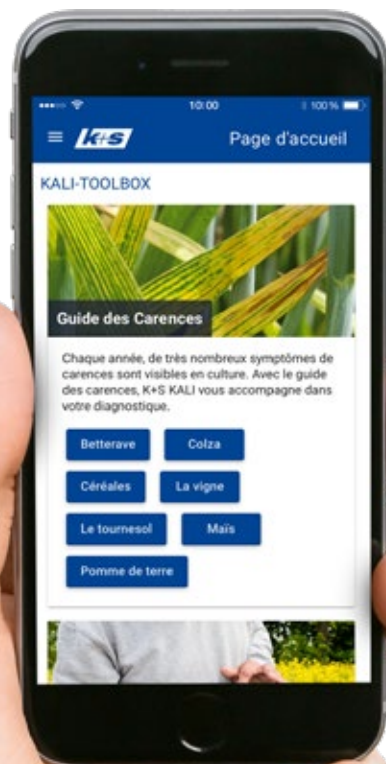 10:00
100 %
K+S
Page d'accueil
KALI-TOOLBOX
Guide des Carences
Chaque année, de très nombreux symptômes de
carences sont visibles en culture. Avec le guide
des carences, K+S KALI vous accompagne dans
votre diagnostique.
Betterave
Colza
Céréales
La vigne
Le tournesol
Maïs
Pomme de terre